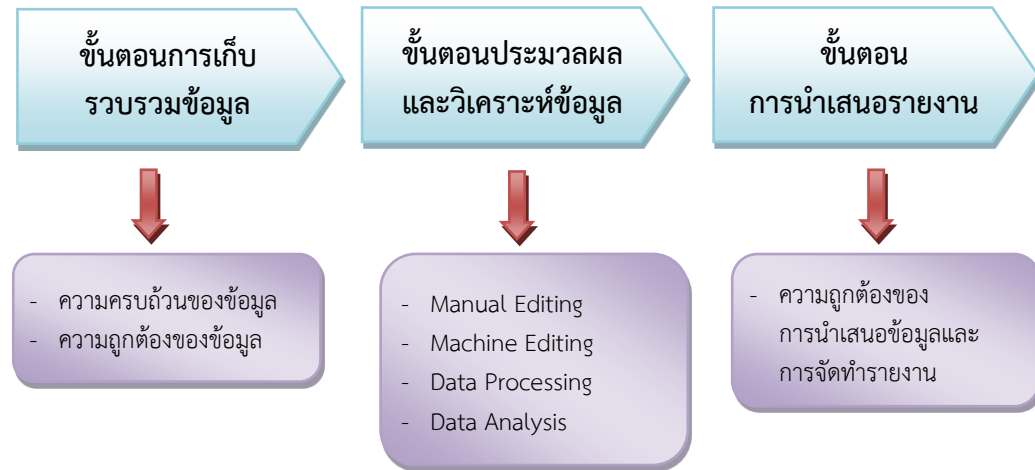 ขั้นตอนการเก็บ
รวบรวมข้อมูล
- ความครบถ้วนของข้อมูล
- ความถูกต้องของข้อมูล
ขั้นตอนประมวลผล
และวิเคราะห์ข้อมูล
- Manual Editing
- Machine Editing
- Data Processing
- Data Analysis
ขั้นตอน
การนำเสนอรายงาน
- ความถูกต้องของ
การนำเสนอข้อมูลและ
การจัดทำรายงาน